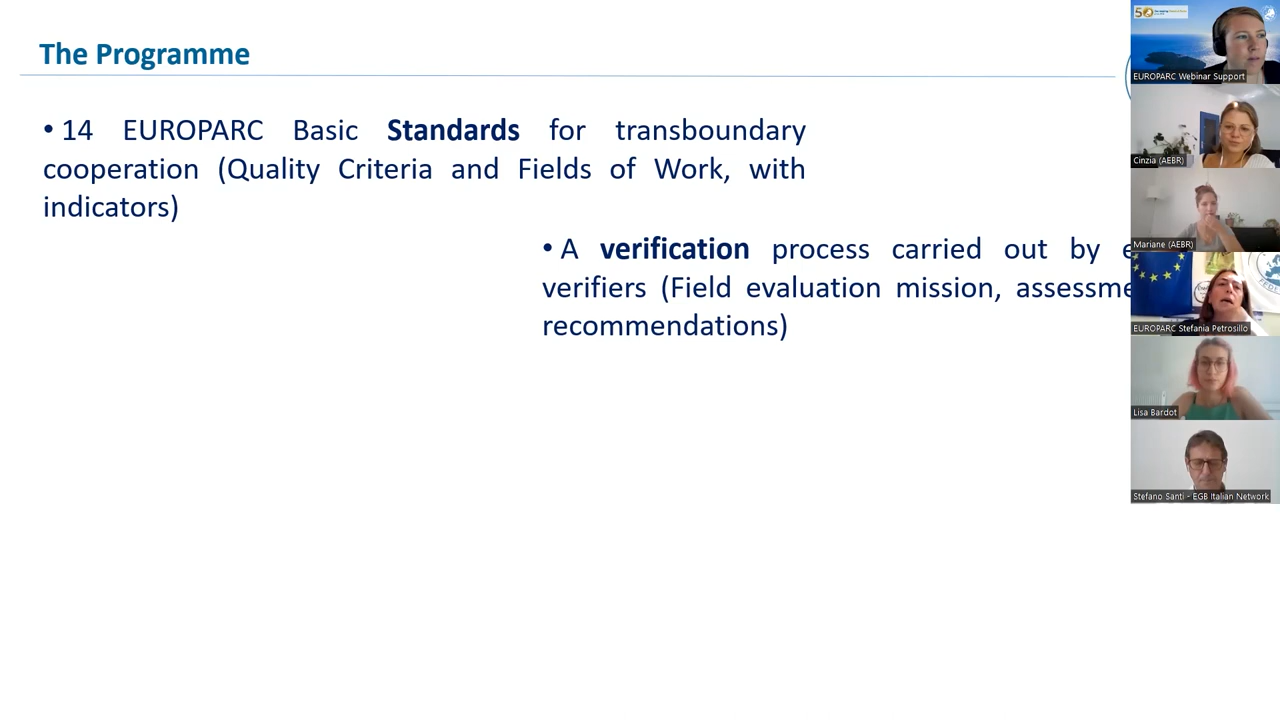 The Programme
• 14 EUROPARC Basic Standards for transboundary
cooperation (Quality Criteria and Fields of Work, with
indicators)
• A verification process carried out by
verifiers (Field evaluation mission,
recommendations)
50
EUROPARC Webinar Support
Cinzia (AEBR)
Mariane (AEBR)
EUROPARC Stefania Petrosillo
Lisa Bardot
Stefano Santi - EGB Italian Network